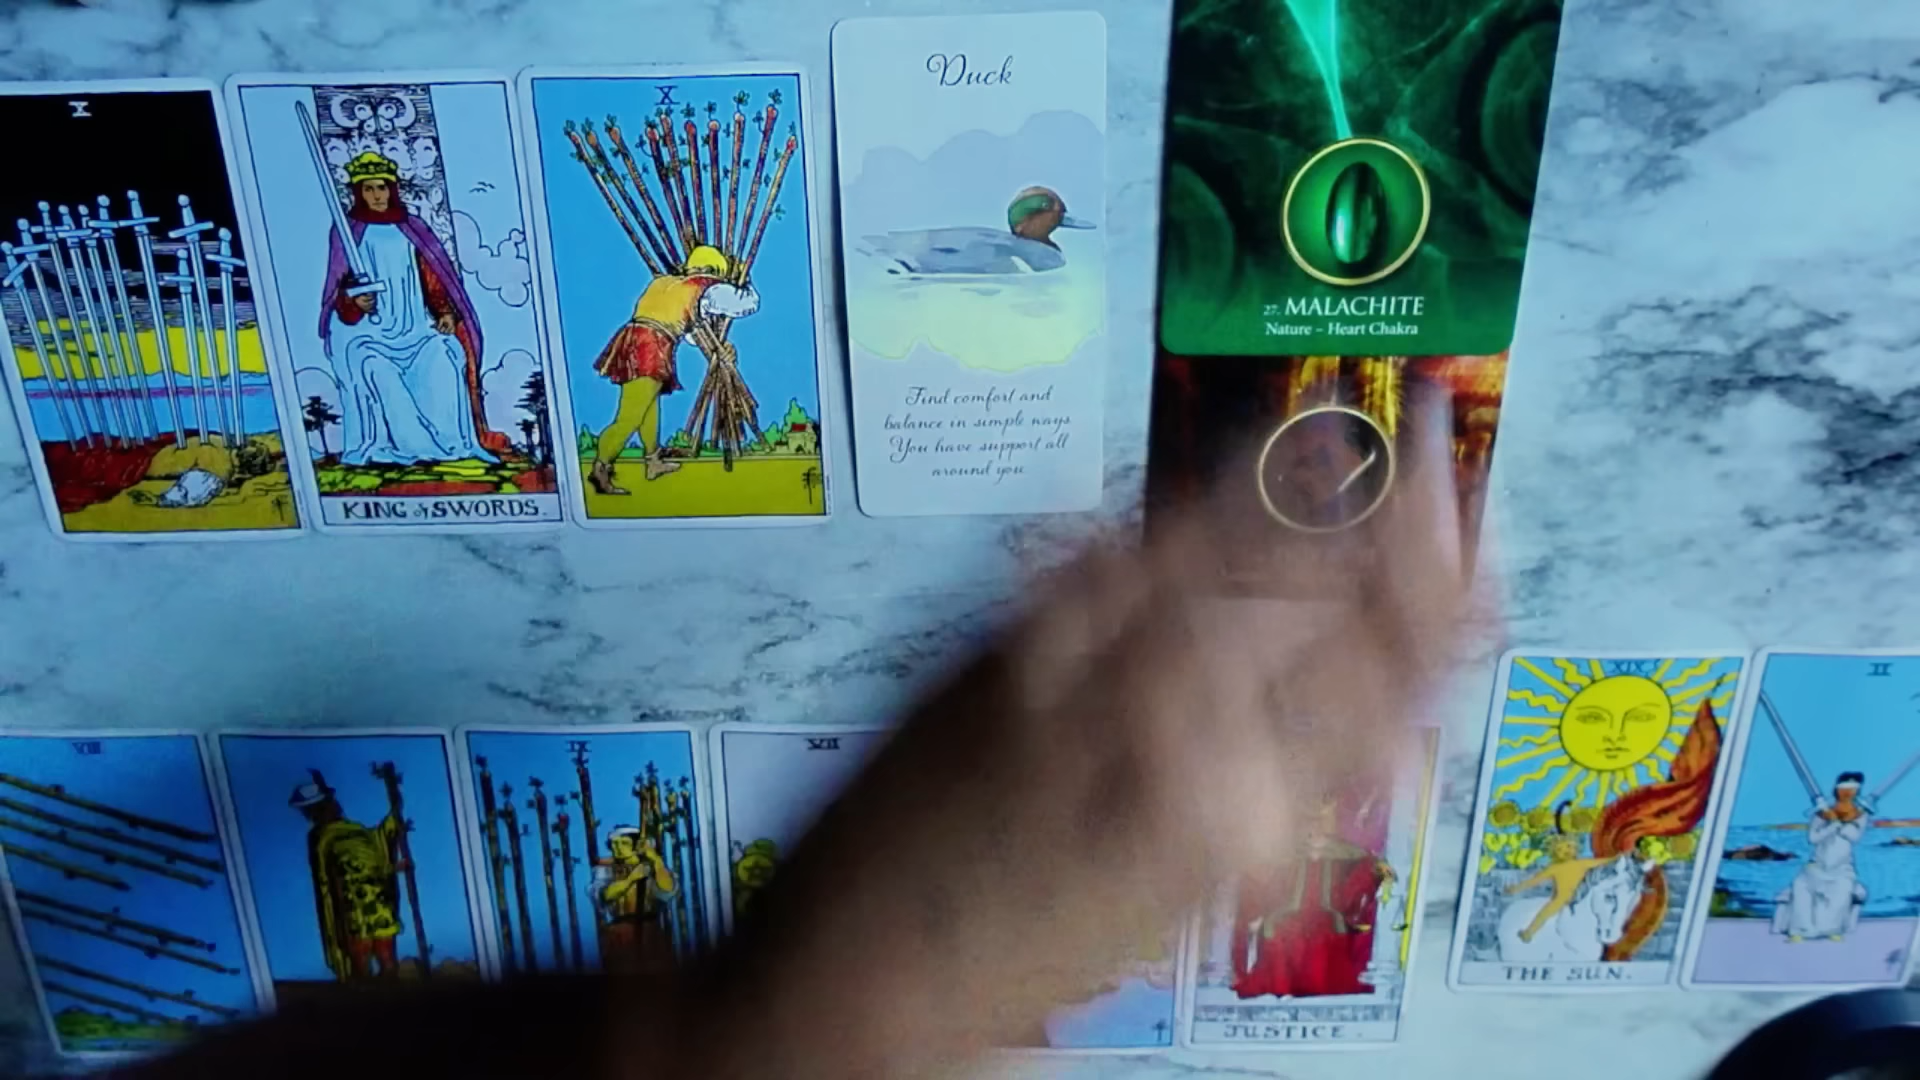 X
KING of SWORDS.
X
Duck
Find comfort and
balance in simple ways
You have support all
around you
27. MALACHITE
Nature – Heart Chakra
VIII
IX
VII
JUSTICE.
XIX
THE SUN.
II